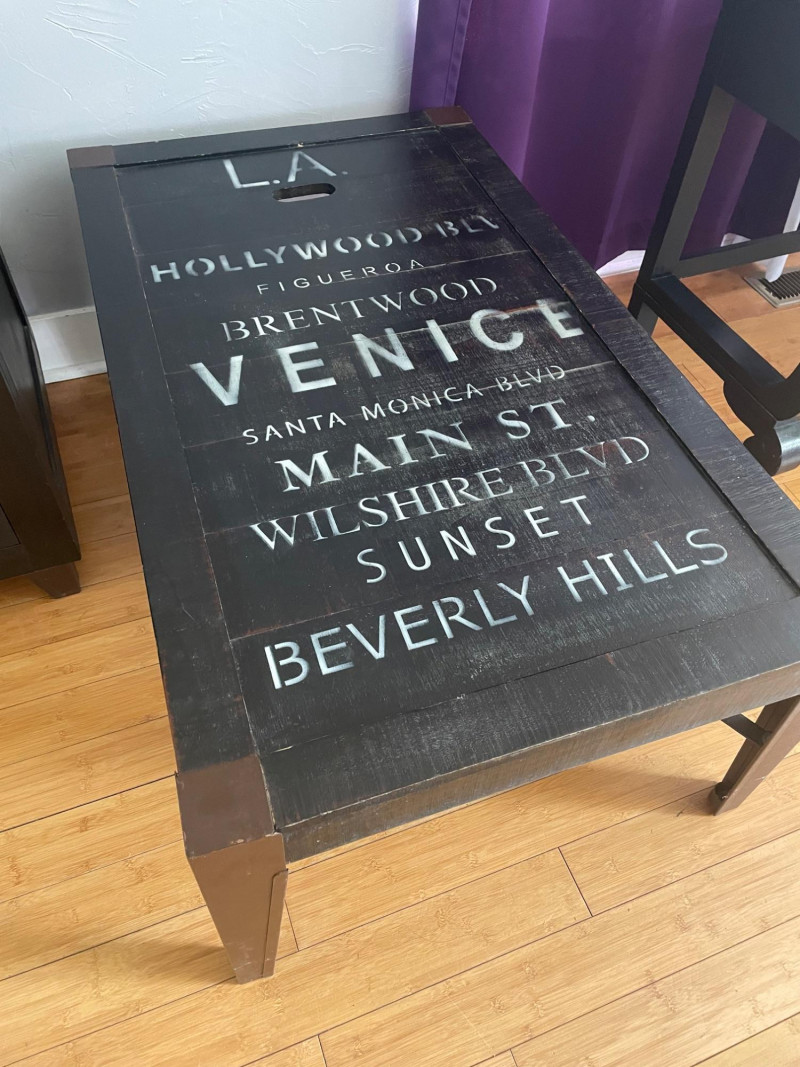 L.A.
HOLLYWOOD BLV
FIGUEROA
BRENTWOOD
VENICE
SANTA MONICA BLVD
MAIN ST.
WILSHIRE BLVD
SUNSET
BEVERLY HILLS